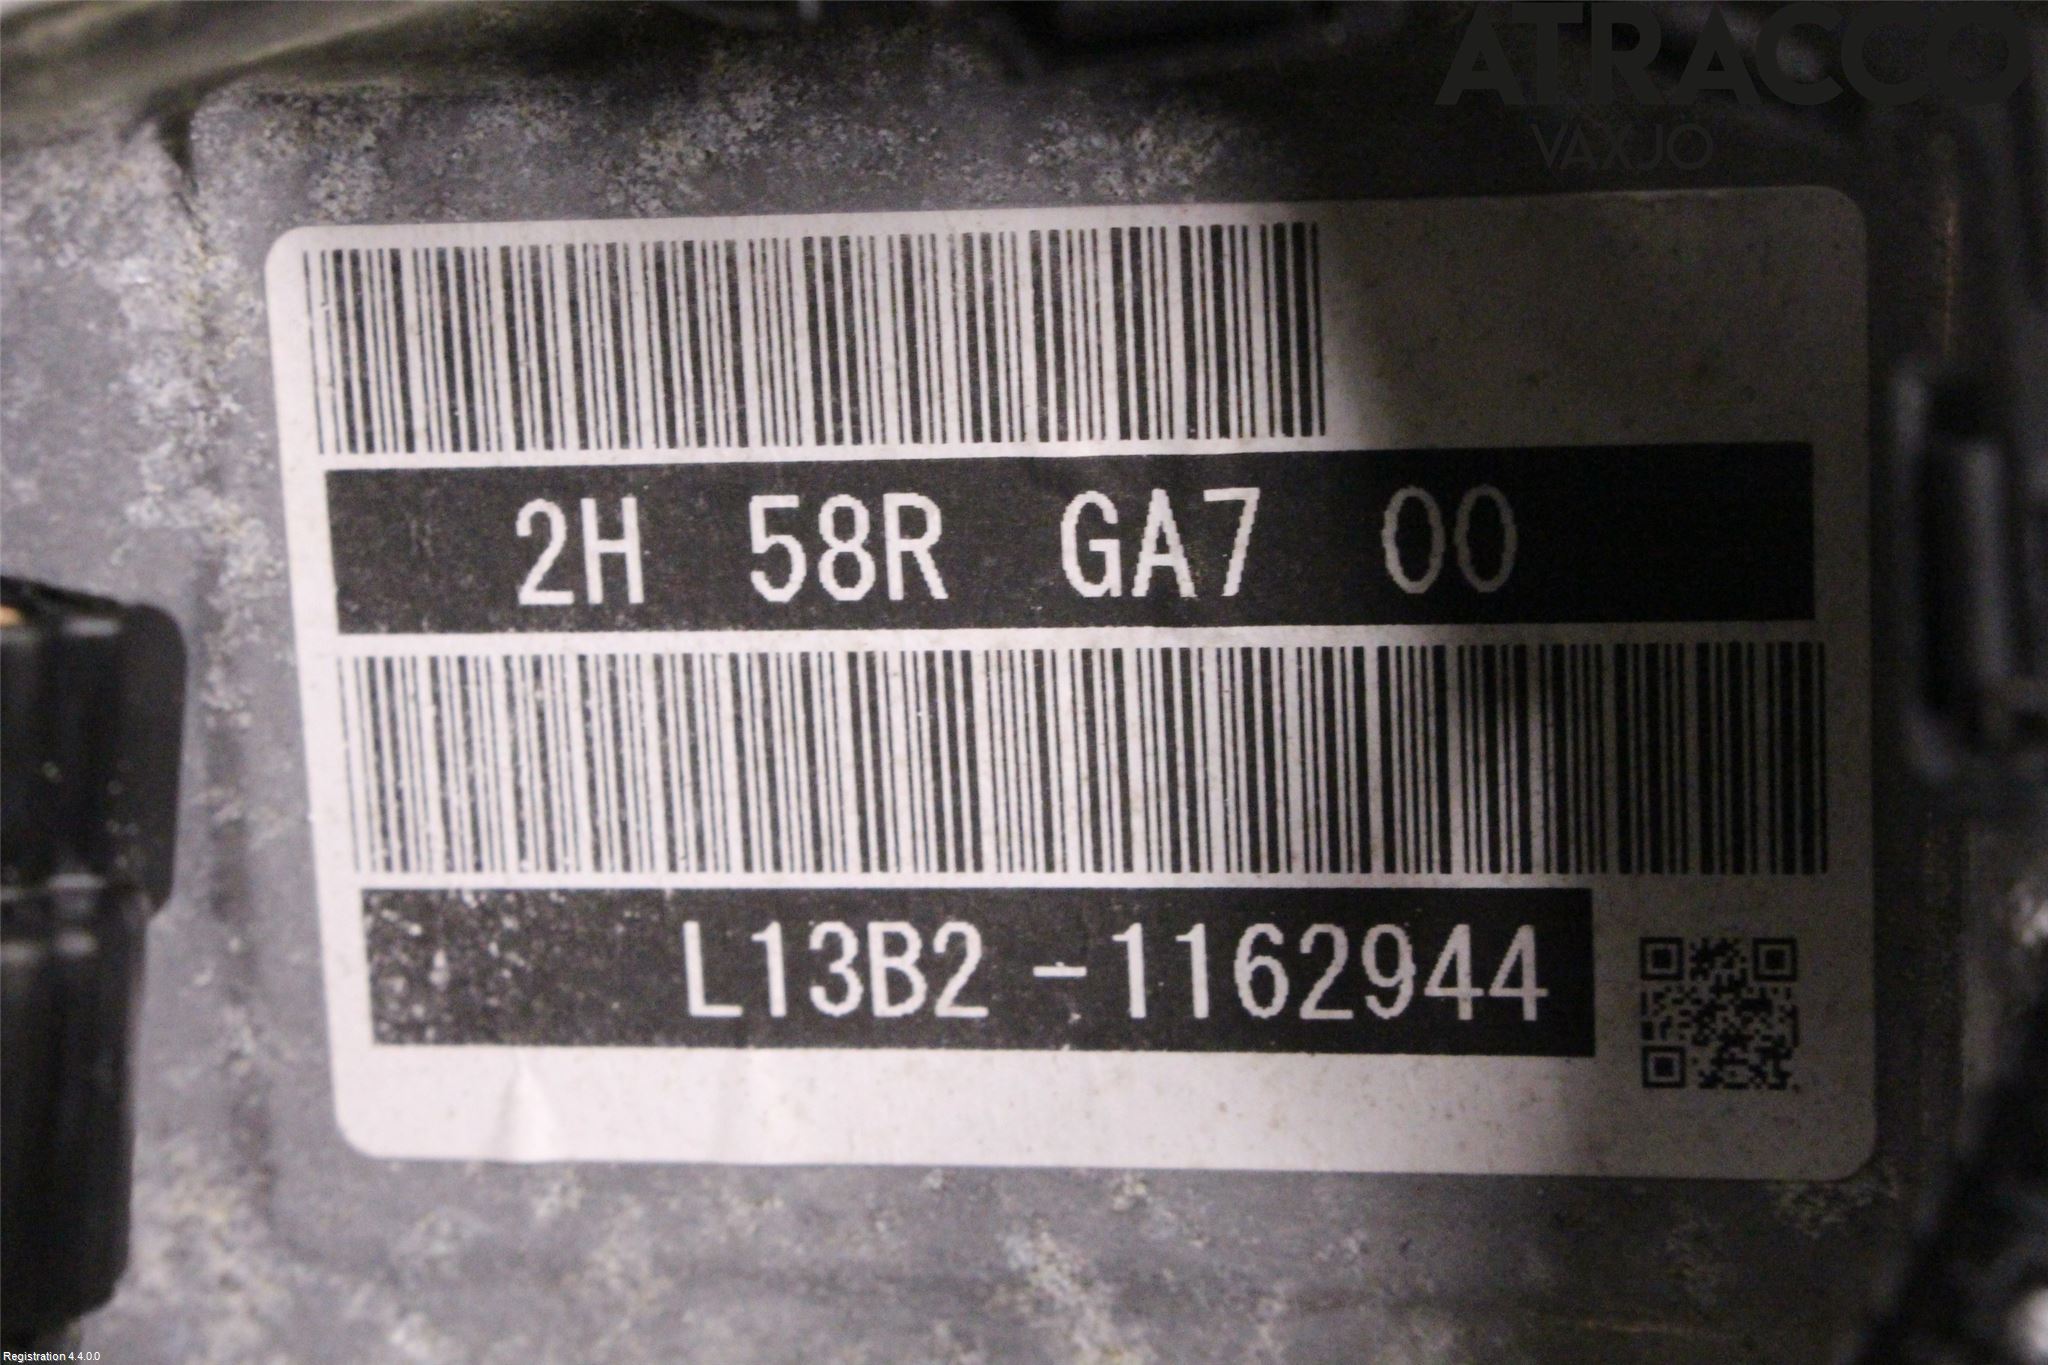 ATRACCO
VAXJO
2H 58R GA7 00
L13B2-1162944
Registration 4.4.0.0